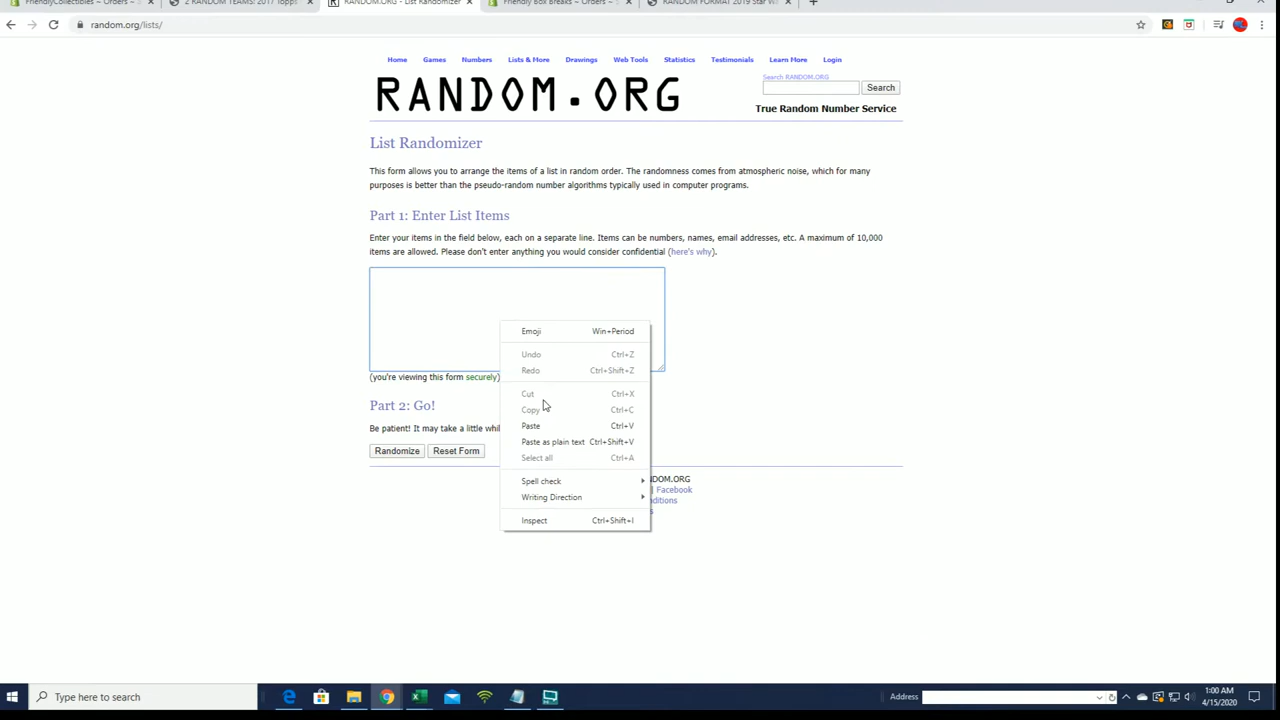 FriendlyCollectibles ~ Orders ~
2 RANDOM TEAMS: 2017 Topps
RANDOM.ORG - List Randomizer
Friendly Box Breaks ~ Orders ~ S
RANDOM FORMAT 2019 Star W
random.org/lists/
Home Games Numbers Lists & More Drawings Web Tools Statistics Testimonials Learn More Login
RANDOM.ORG
Search RANDOM.ORG
Search
True Random Number Service
List Randomizer
This form allows you to arrange the items of a list in random order. The randomness comes from atmospheric noise, which for many
purposes is better than the pseudo-random number algorithms typically used in computer programs.
Part 1: Enter List Items
Enter your items in the field below, each on a separate line. Items can be numbers, names, email addresses, etc. A maximum of 10,000
items are allowed. Please don't enter anything you would consider confidential (here's why).
Emoji Win+Period
Undo Ctrl+Z
Redo Ctrl+Shift+Z
Cut Ctrl+X
Copy Ctrl+C
Paste Ctrl+V
Paste as plain text Ctrl+Shift+V
Select all Ctrl+A
Spell check
Writing Direction
Inspect Ctrl+Shift+I
(you're viewing this form securely)
Part 2: Go!
Be patient! It may take a little whil
Randomize Reset Form
NDOM.ORG
| Facebook
nditions
s
Type here to search
Address
1:00 AM
4/15/2020